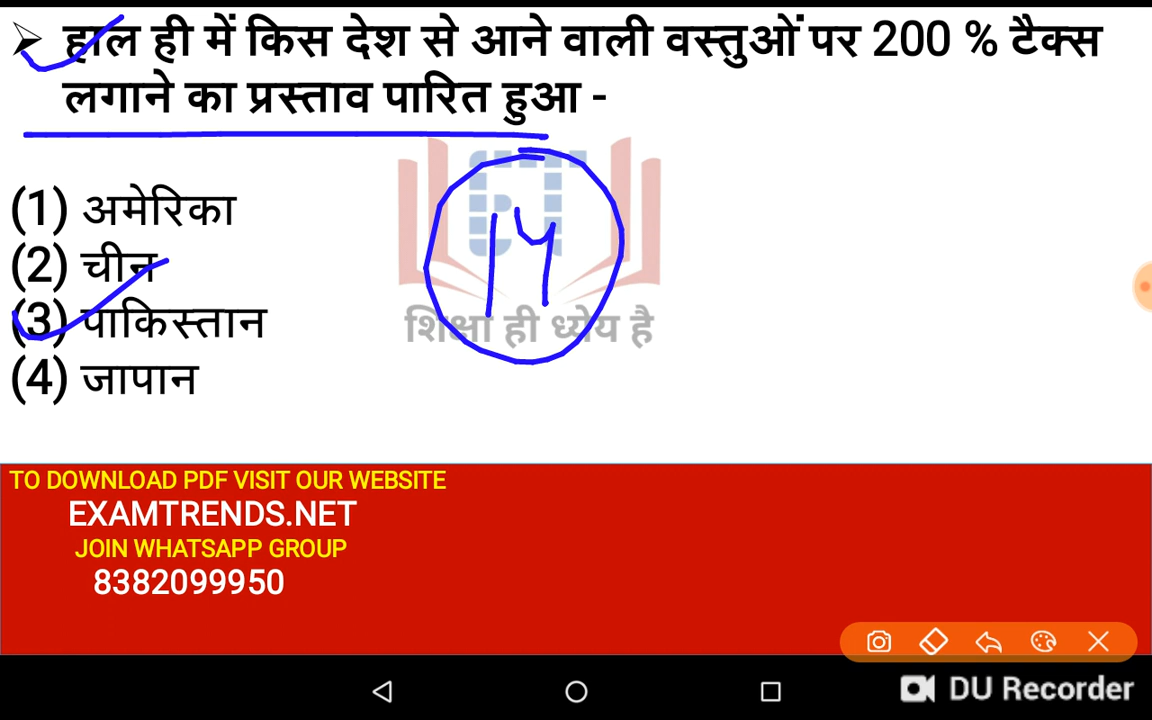 ➢ हाल ही में किस देश से आने वाली वस्तुओं पर 200 % टैक्स
लगाने का प्रस्ताव पारित हुआ -
(1) अमेरिका
(2) चीन
(3) पाकिस्तान
(4) जापान
14
शिक्षा ही ध्येय है
TO DOWNLOAD PDF VISIT OUR WEBSITE
EXAMTRENDS.NET
JOIN WHATSAPP GROUP
8382099950
DU Recorder